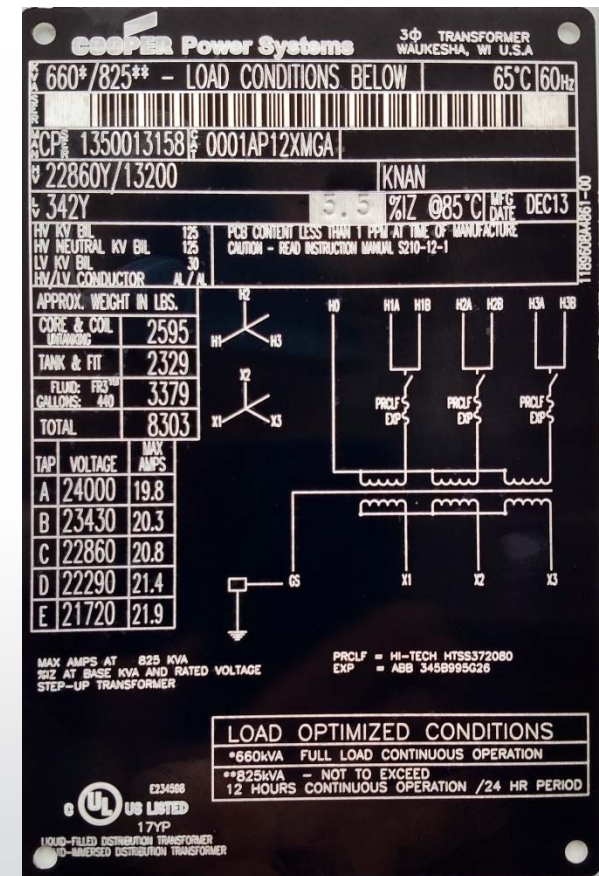 COOPER Power Systems
3Φ TRANSFORMER
WAUKESHA, WI U.S.A
660*/825** - LOAD CONDITIONS BELOW 65°C 60Hz
CP 1350013158 CAT 0001AP12XMGA
22860Y/13200 KNAN
342Y 5.5 %IZ @85°C MFG DATE DEC13
HV KV BIL 125
HV NEUTRAL KV BIL 125
LV KV BIL 30
HV/LV CONDUCTOR AL / AL
PCB CONTENT LESS THAN 1 PPM AT TIME OF MANUFACTURE
CAUTION - READ INSTRUCTION MANUAL S210-12-1
APPROX. WEIGHT IN LBS.
CORE & COIL UNTANKING 2595
TANK & FIT 2329
FLUID: FR3™
GALLONS: 440 3379
TOTAL 8303
H2
H1 H3
X2
X1 X3
H0 H1A H1B H2A H2B H3A H3B
PRCLF PRCLF PRCLF
EXP EXP EXP
GS X1 X2 X3
TAP VOLTAGE MAX AMPS
A 24000 19.8
B 23430 20.3
C 22860 20.8
D 22290 21.4
E 21720 21.9
MAX AMPS AT 825 KVA
%IZ AT BASE KVA AND RATED VOLTAGE
STEP-UP TRANSFORMER
PRCLF = HI-TECH HTSS372080
EXP = ABB 345B995G26
LOAD OPTIMIZED CONDITIONS
*660kVA FULL LOAD CONTINUOUS OPERATION
**825kVA - NOT TO EXCEED
12 HOURS CONTINUOUS OPERATION /24 HR PERIOD
E234598
C UL US LISTED
17YP
LIQUID-FILLED DISTRIBUTION TRANSFORMER
LIQUID-IMMERSED DISTRIBUTION TRANSFORMER